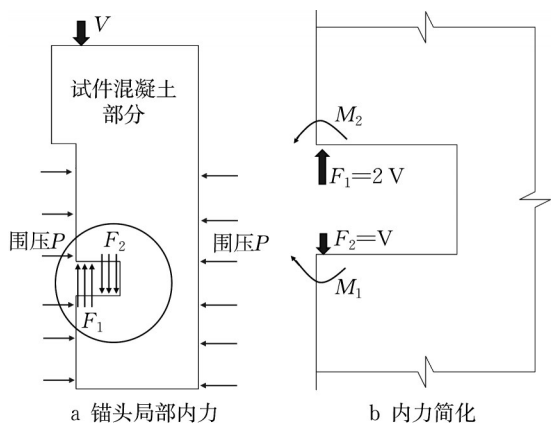 V
试件混凝土
部分
围压P
围压P
F₂
F₁
a 锚头局部内力
M₂
F₁=2 V
F₂=V
M₁
b 内力简化